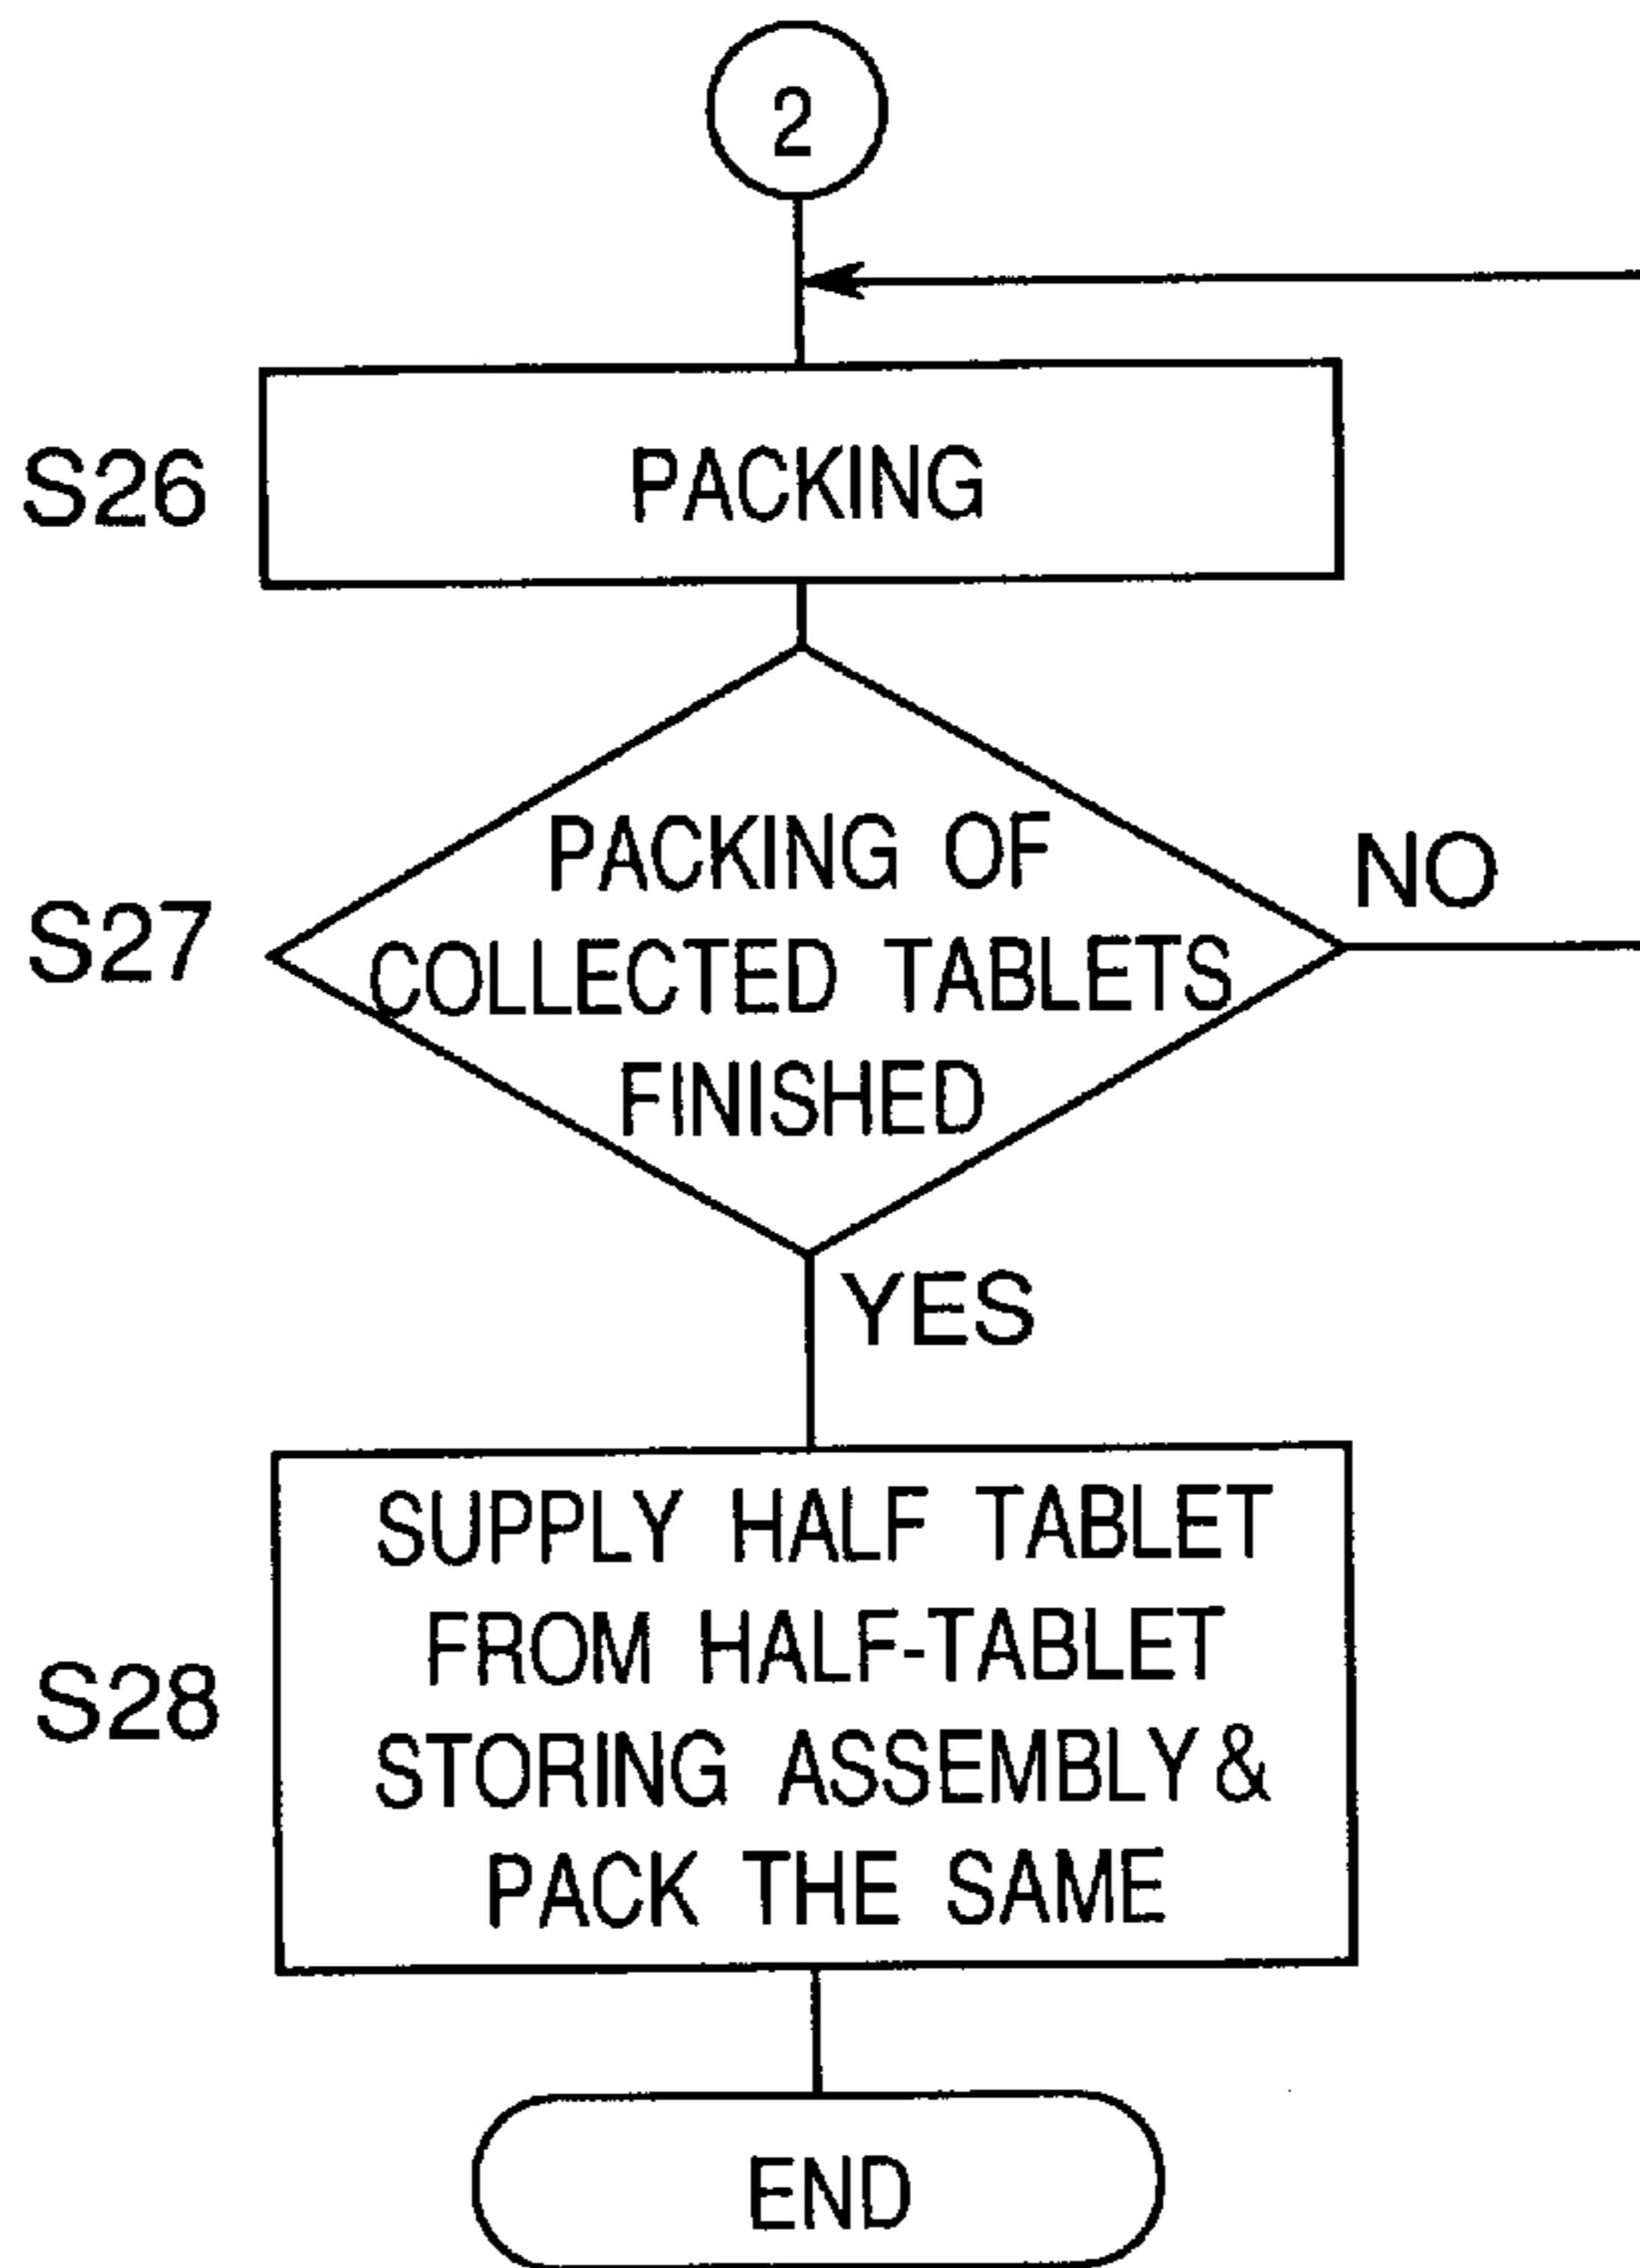 2
S26
PACKING
S27
PACKING OF
COLLECTED TABLETS
FINISHED
NO
YES
S28
SUPPLY HALF TABLET
FROM HALF-TABLET
STORING ASSEMBLY &
PACK THE SAME
END